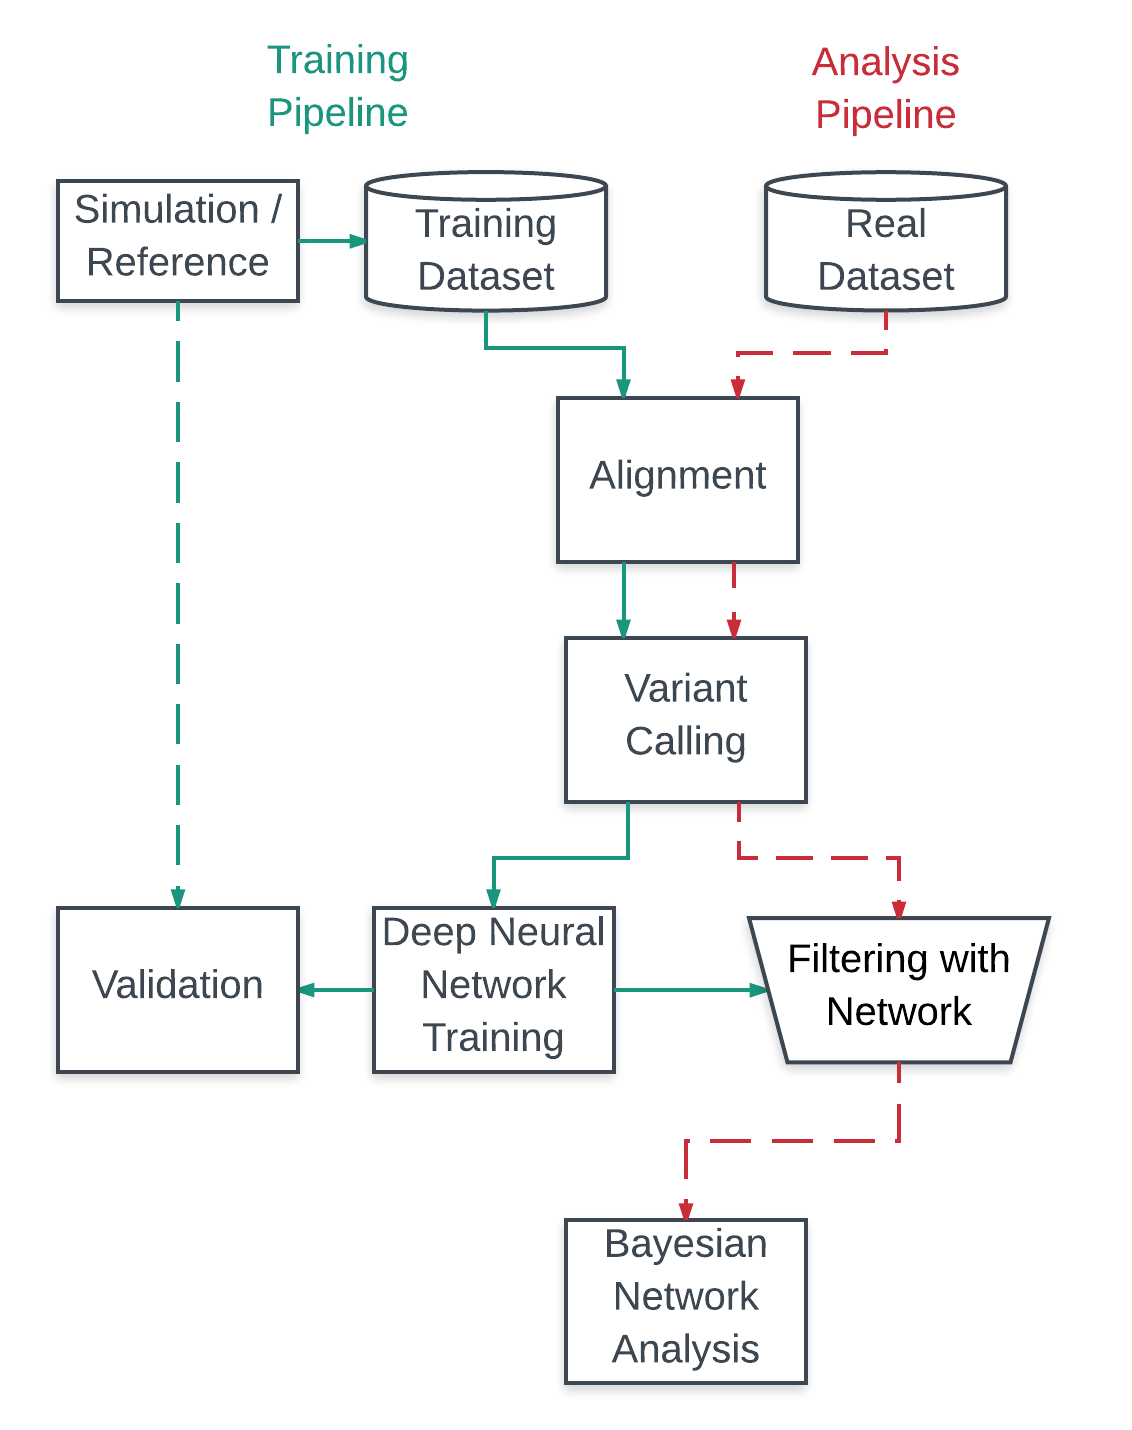 Training
Pipeline
Analysis
Pipeline
Simulation /
Reference
Training
Dataset
Real
Dataset
Alignment
Variant
Calling
Validation
Deep Neural
Network
Training
Filtering with
Network
Bayesian
Network
Analysis